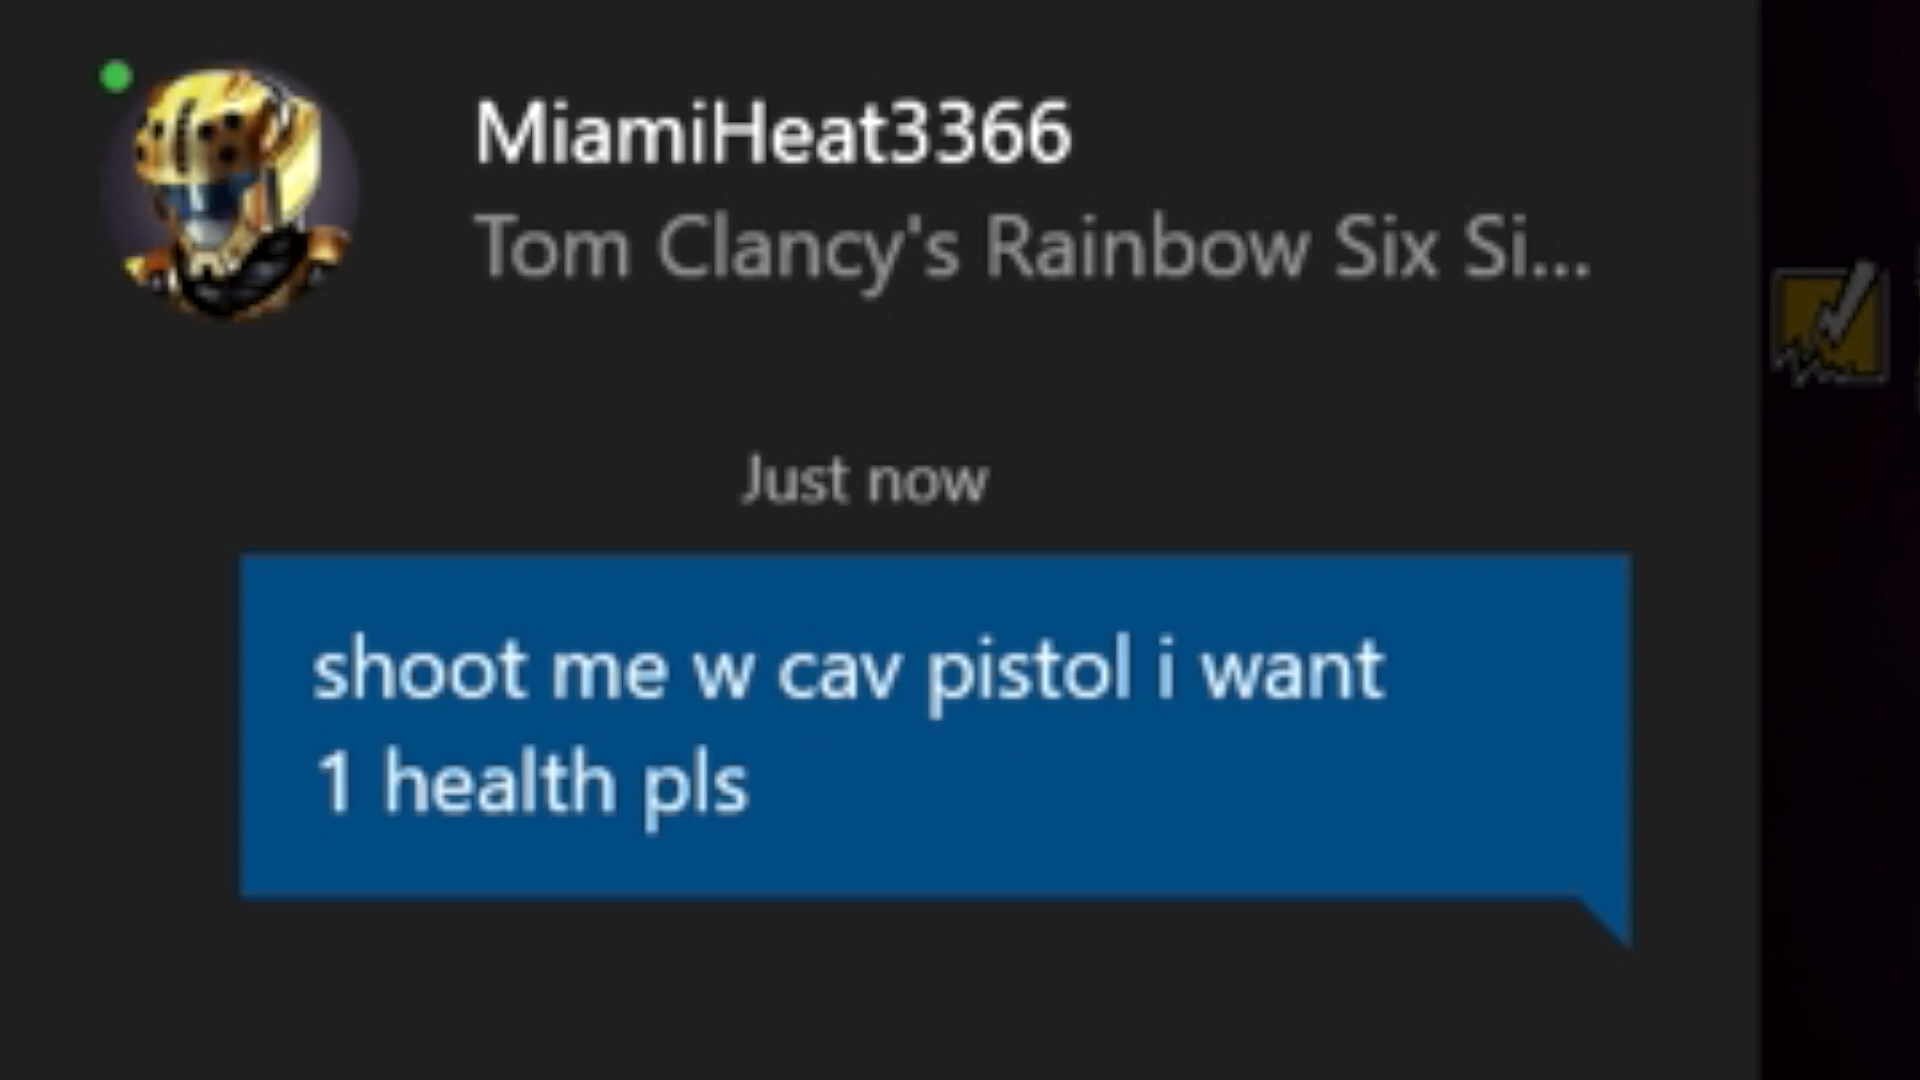 MiamiHeat3366
Tom Clancy's Rainbow Six Si...
Just now
shoot me w cav pistol i want
1 health pls